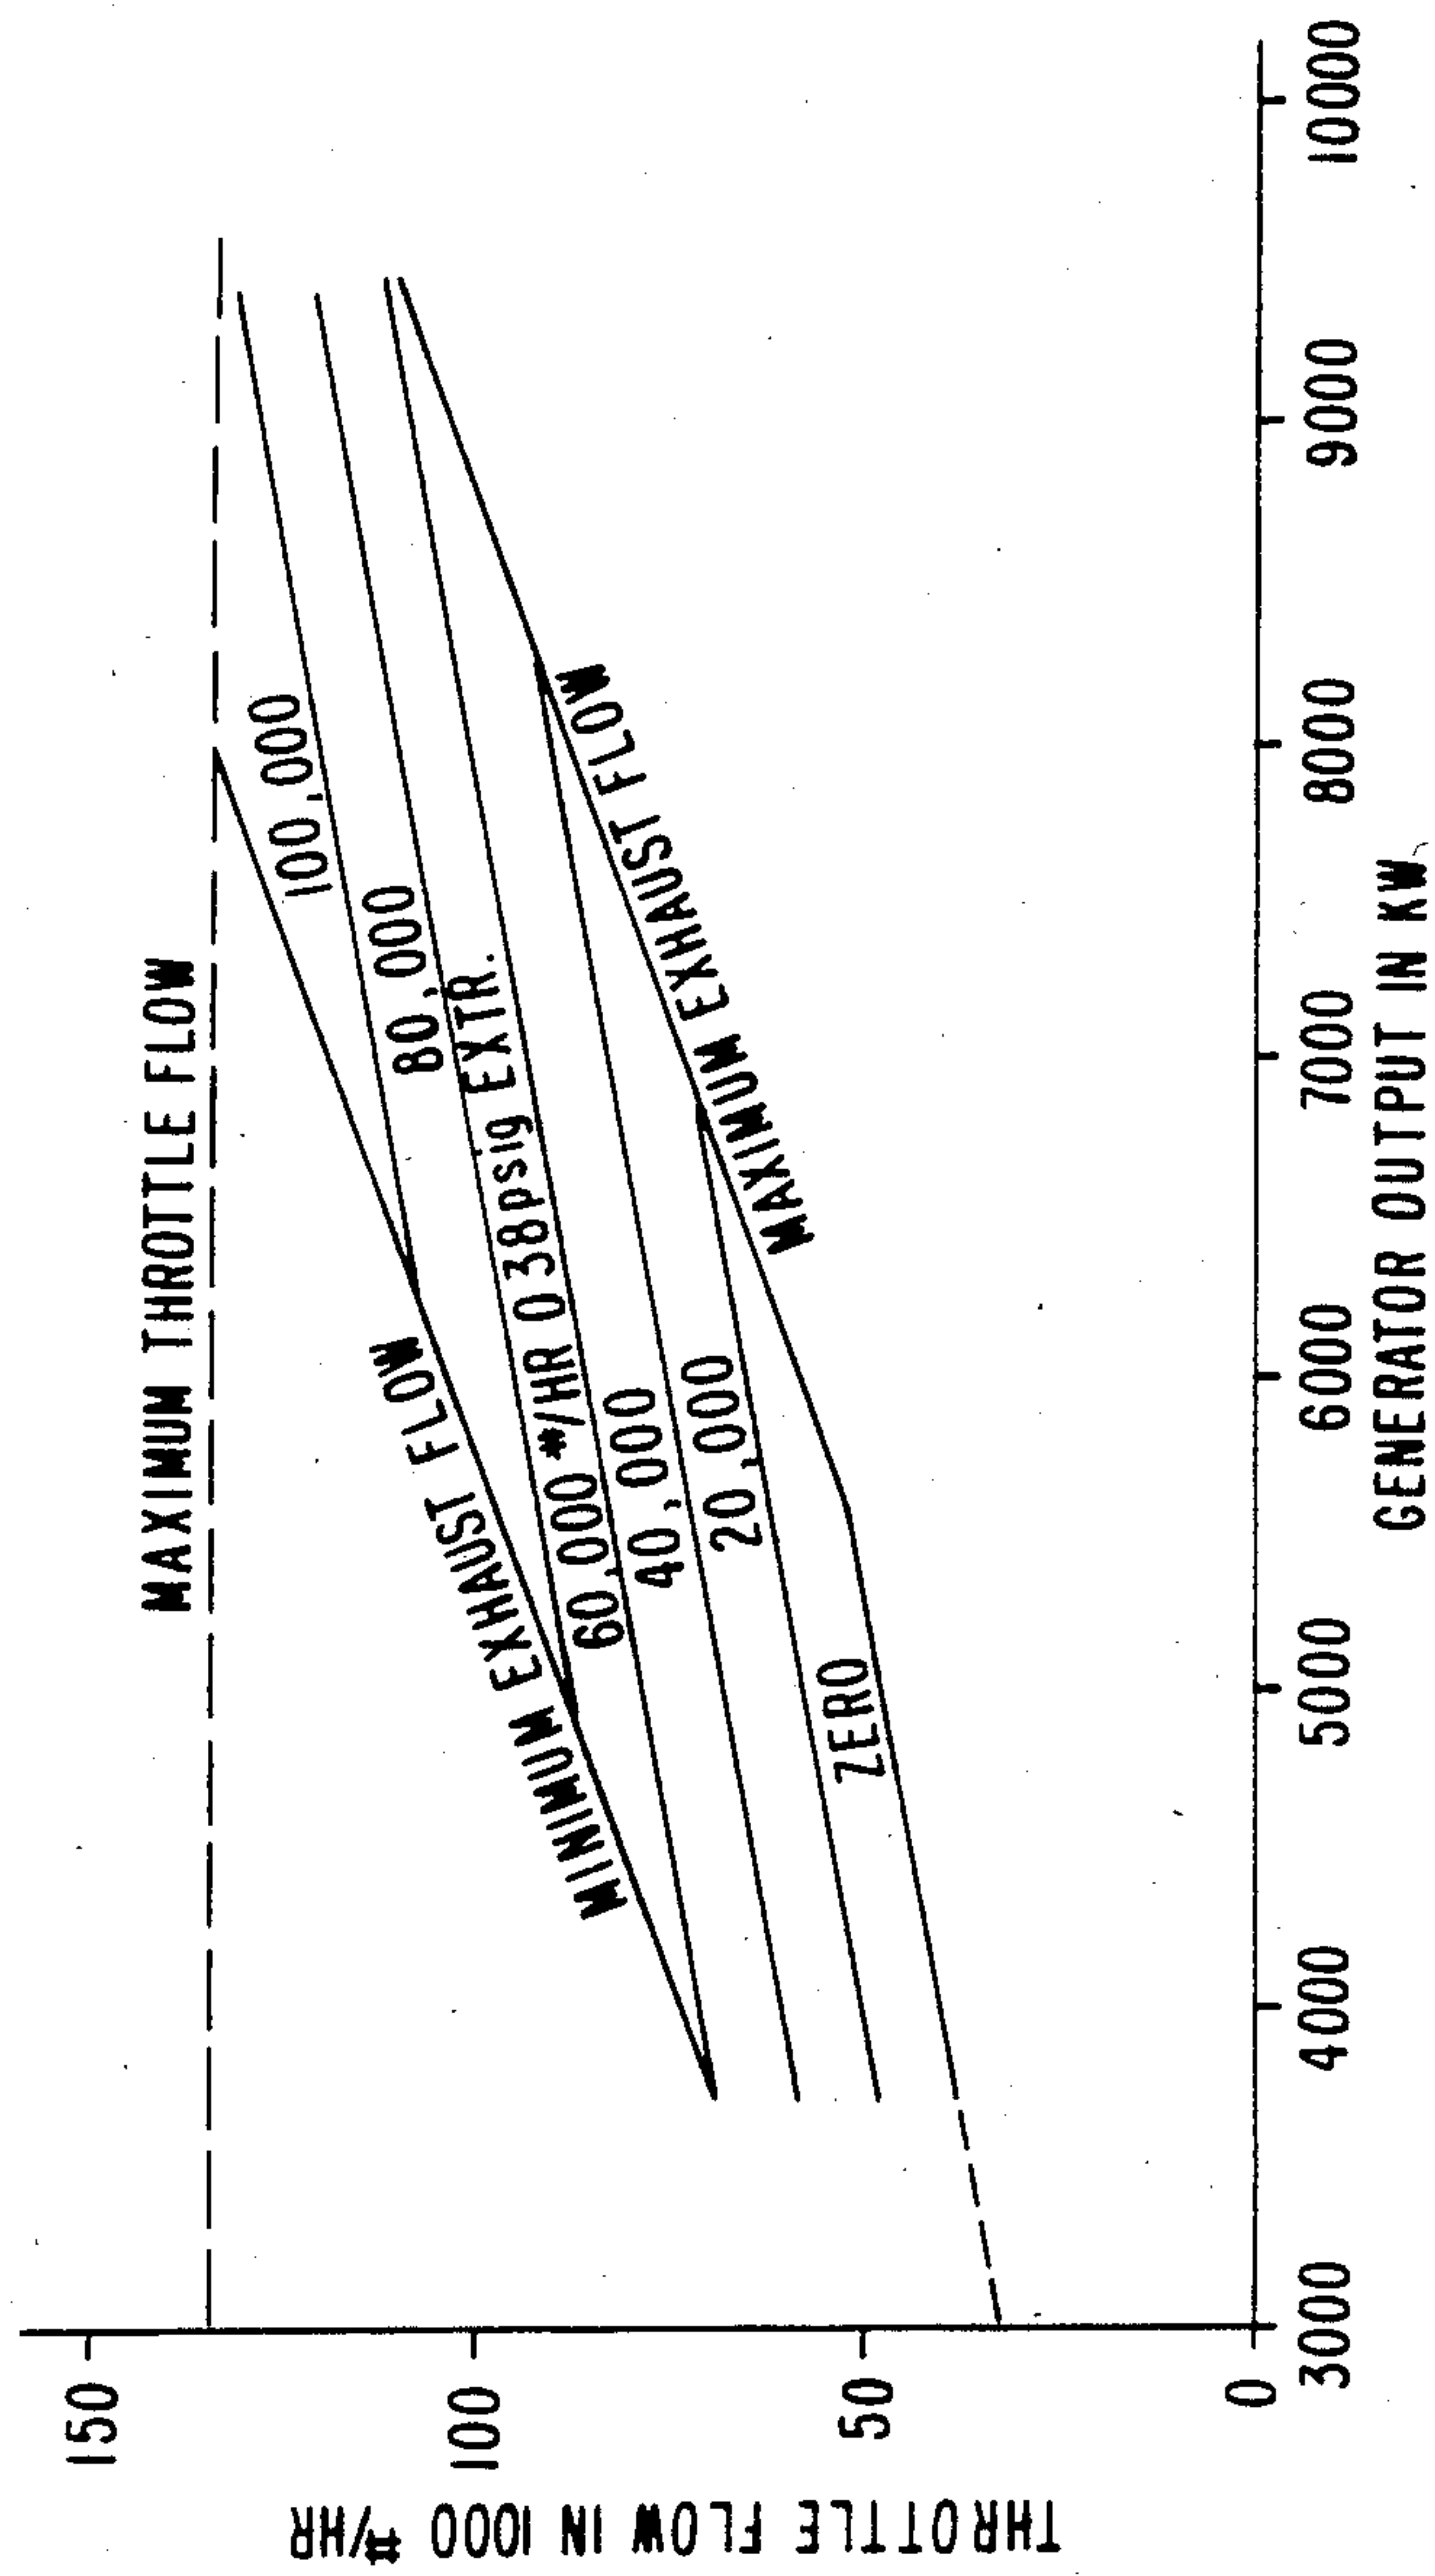 MAXIMUM THROTTLE FLOW
150
100
50
0
THROTTLE FLOW IN 1000 #/HR
MINIMUM EXHAUST FLOW
100,000
80,000
60,000 #/HR 0 38psig EXTR.
40,000
20,000
ZERO
MAXIMUM EXHAUST FLOW
3000
4000
5000
6000
7000
8000
9000
10000
GENERATOR OUTPUT IN KW